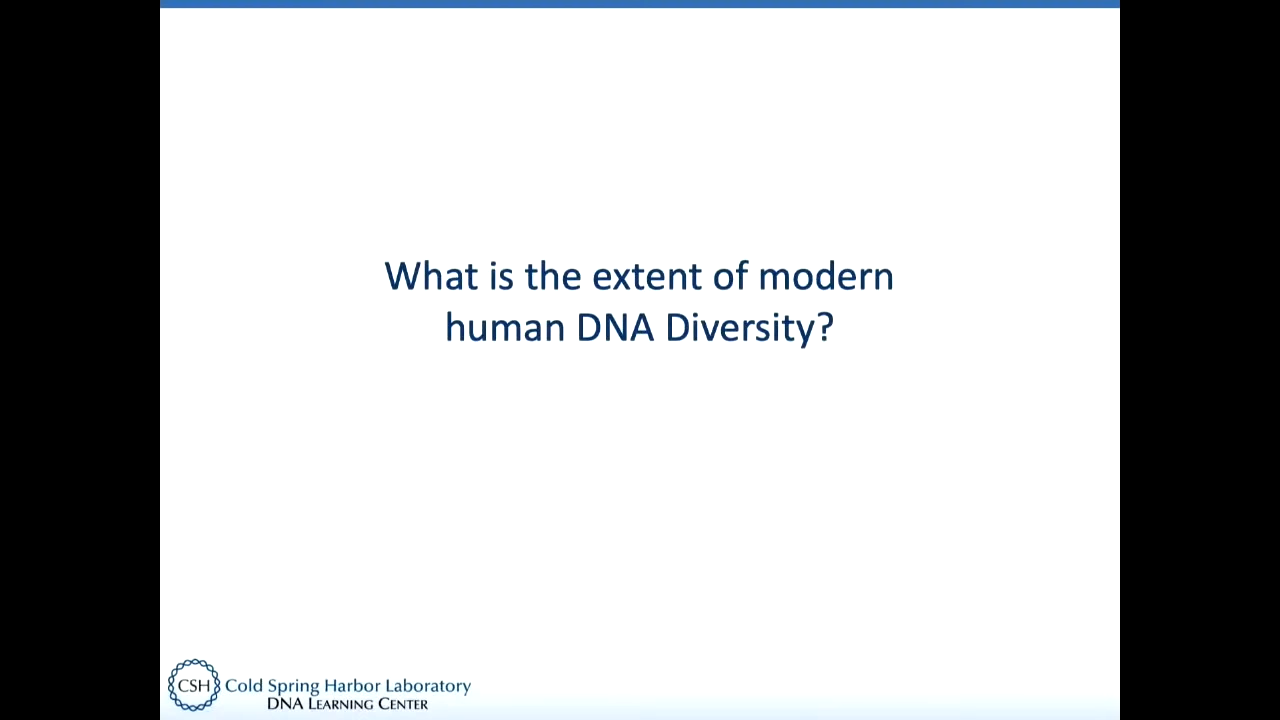 What is the extent of modern
human DNA Diversity?
CSH Cold Spring Harbor Laboratory
DNA LEARNING CENTER